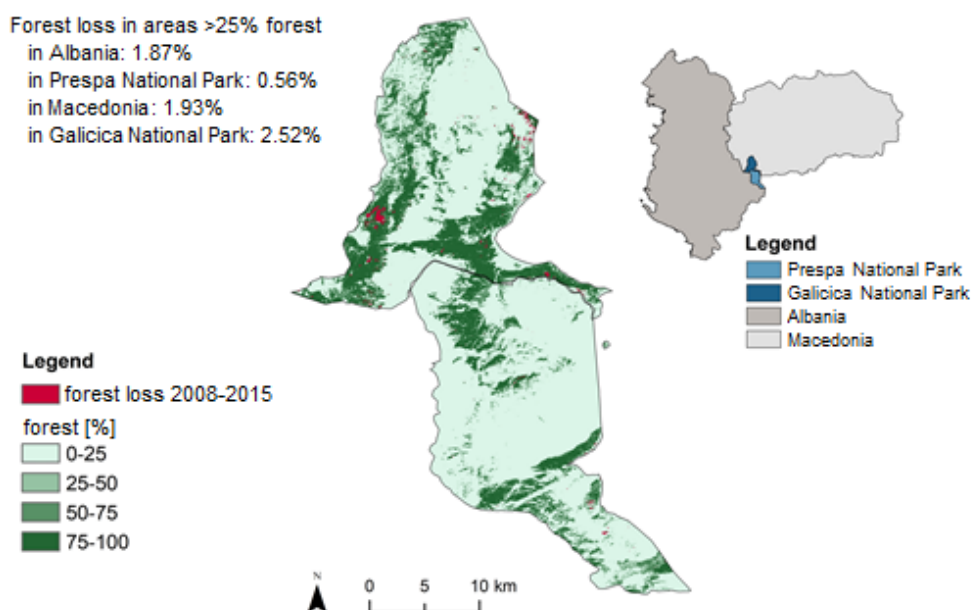 Forest loss in areas >25% forest
in Albania: 1.87%
in Prespa National Park: 0.56%
in Macedonia: 1.93%
in Galicica National Park: 2.52%
Legend
Prespa National Park
Galicica National Park
Albania
Macedonia
Legend
forest loss 2008-2015
forest [%]
0-25
25-50
50-75
75-100
N
0 5 10 km